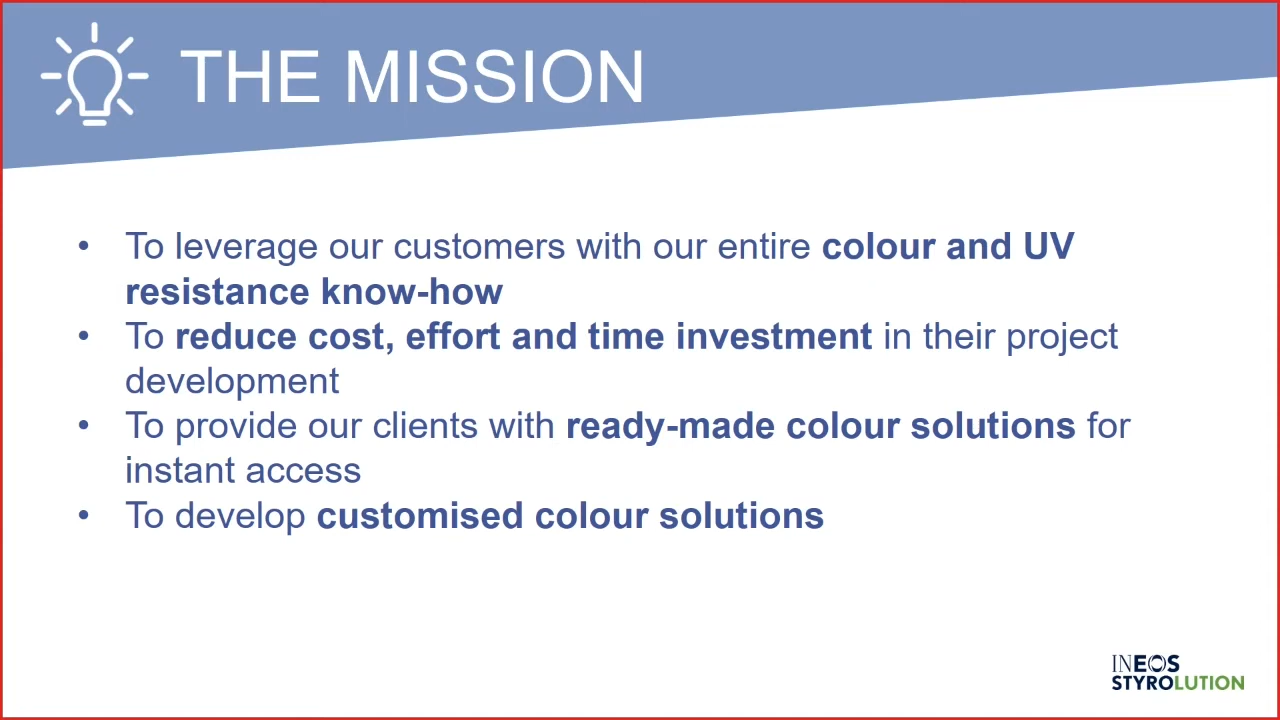 THE MISSION
• To leverage our customers with our entire colour and UV
resistance know-how
• To reduce cost, effort and time investment in their project
development
• To provide our clients with ready-made colour solutions for
instant access
• To develop customised colour solutions
INEOS
STYROLUTION